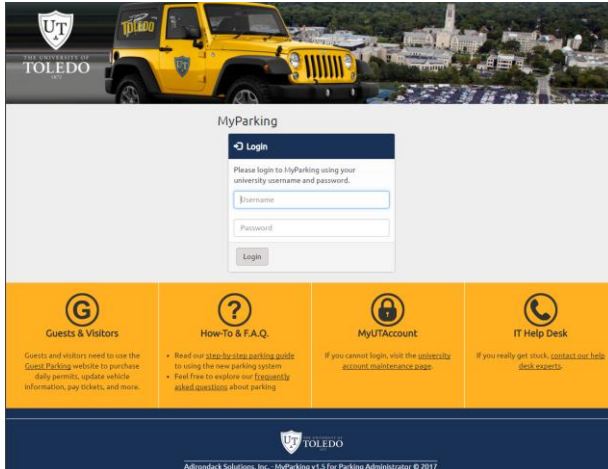 UT
THE UNIVERSITY OF
TOLEDO
1872
TOLEDO
UT
MyParking
Login
Please login to MyParking using your
university username and password.
Username
Password
Login
G
Guests & Visitors
Guests and visitors need to use the
Guest Parking website to purchase
daily permits, update vehicle
information, pay tickets, and more.
?
How-To & F.A.Q.
Read our step-by-step parking guide
to using the new parking system
Feel free to explore our frequently
asked questions about parking
MyUTAccount
If you cannot login, visit the university
account maintenance page.
IT Help Desk
If you really get stuck, contact our help
desk experts.
UT
THE UNIVERSITY OF
TOLEDO
Adirondack Solutions, Inc. - MyParking v1.5 for Parking Administrator © 2017